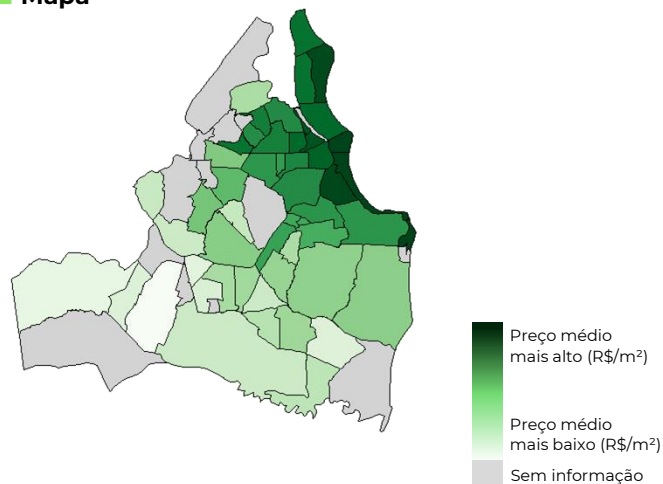 Mapa
Preço médio
mais alto (R$/m²)
Preço médio
mais baixo (R$/m²)
Sem informação